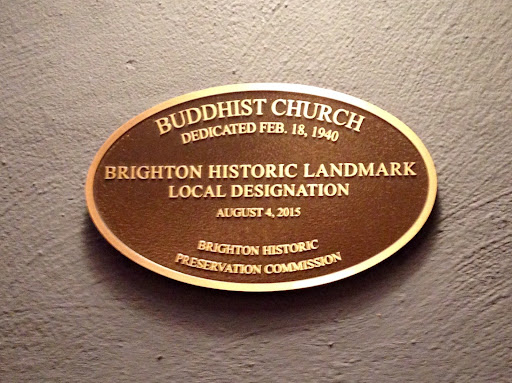 BUDDHIST CHURCH
DEDICATED FEB. 18, 1940
BRIGHTON HISTORIC LANDMARK
LOCAL DESIGNATION
AUGUST 4, 2015
BRIGHTON HISTORIC
PRESERVATION COMMISSION